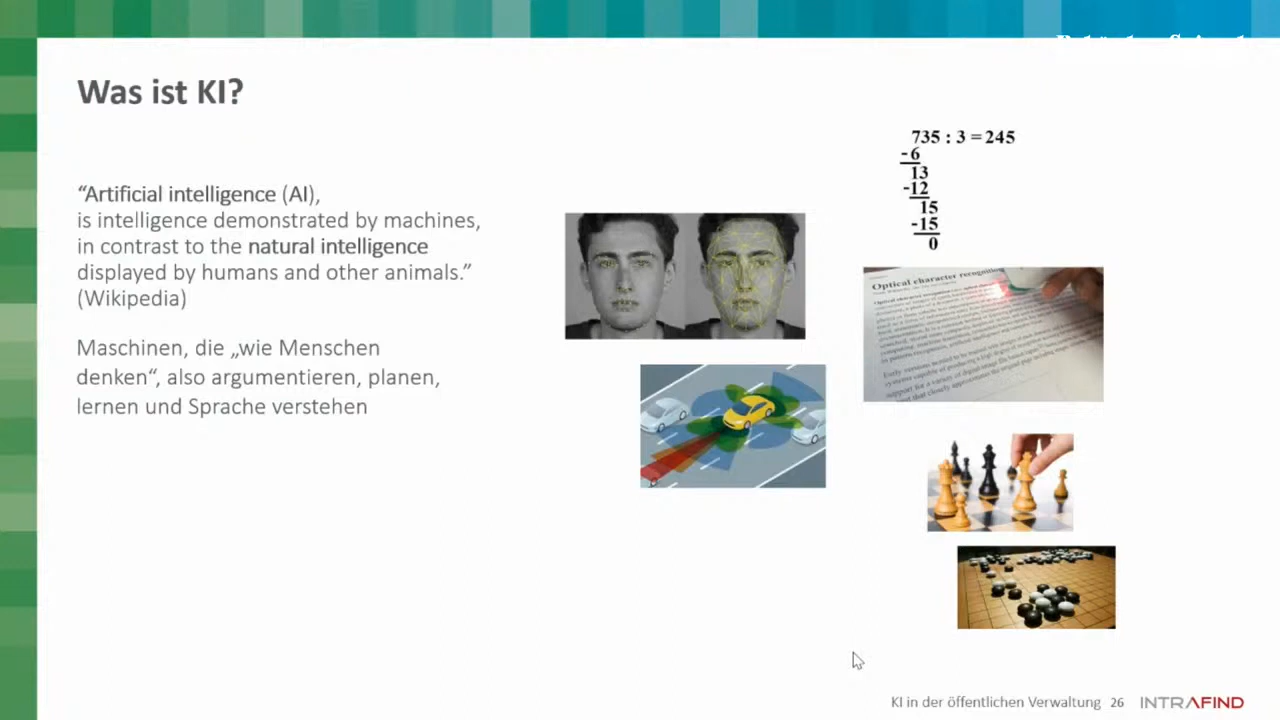 Was ist KI?
“Artificial intelligence (AI),
is intelligence demonstrated by machines,
in contrast to the natural intelligence
displayed by humans and other animals.”
(Wikipedia)
Maschinen, die „wie Menschen
denken“, also argumentieren, planen,
lernen und Sprache verstehen
735 : 3 = 245
-6
13
-12
15
-15
0
Optical character recognition
KI in der öffentlichen Verwaltung 26 INTRAFIND